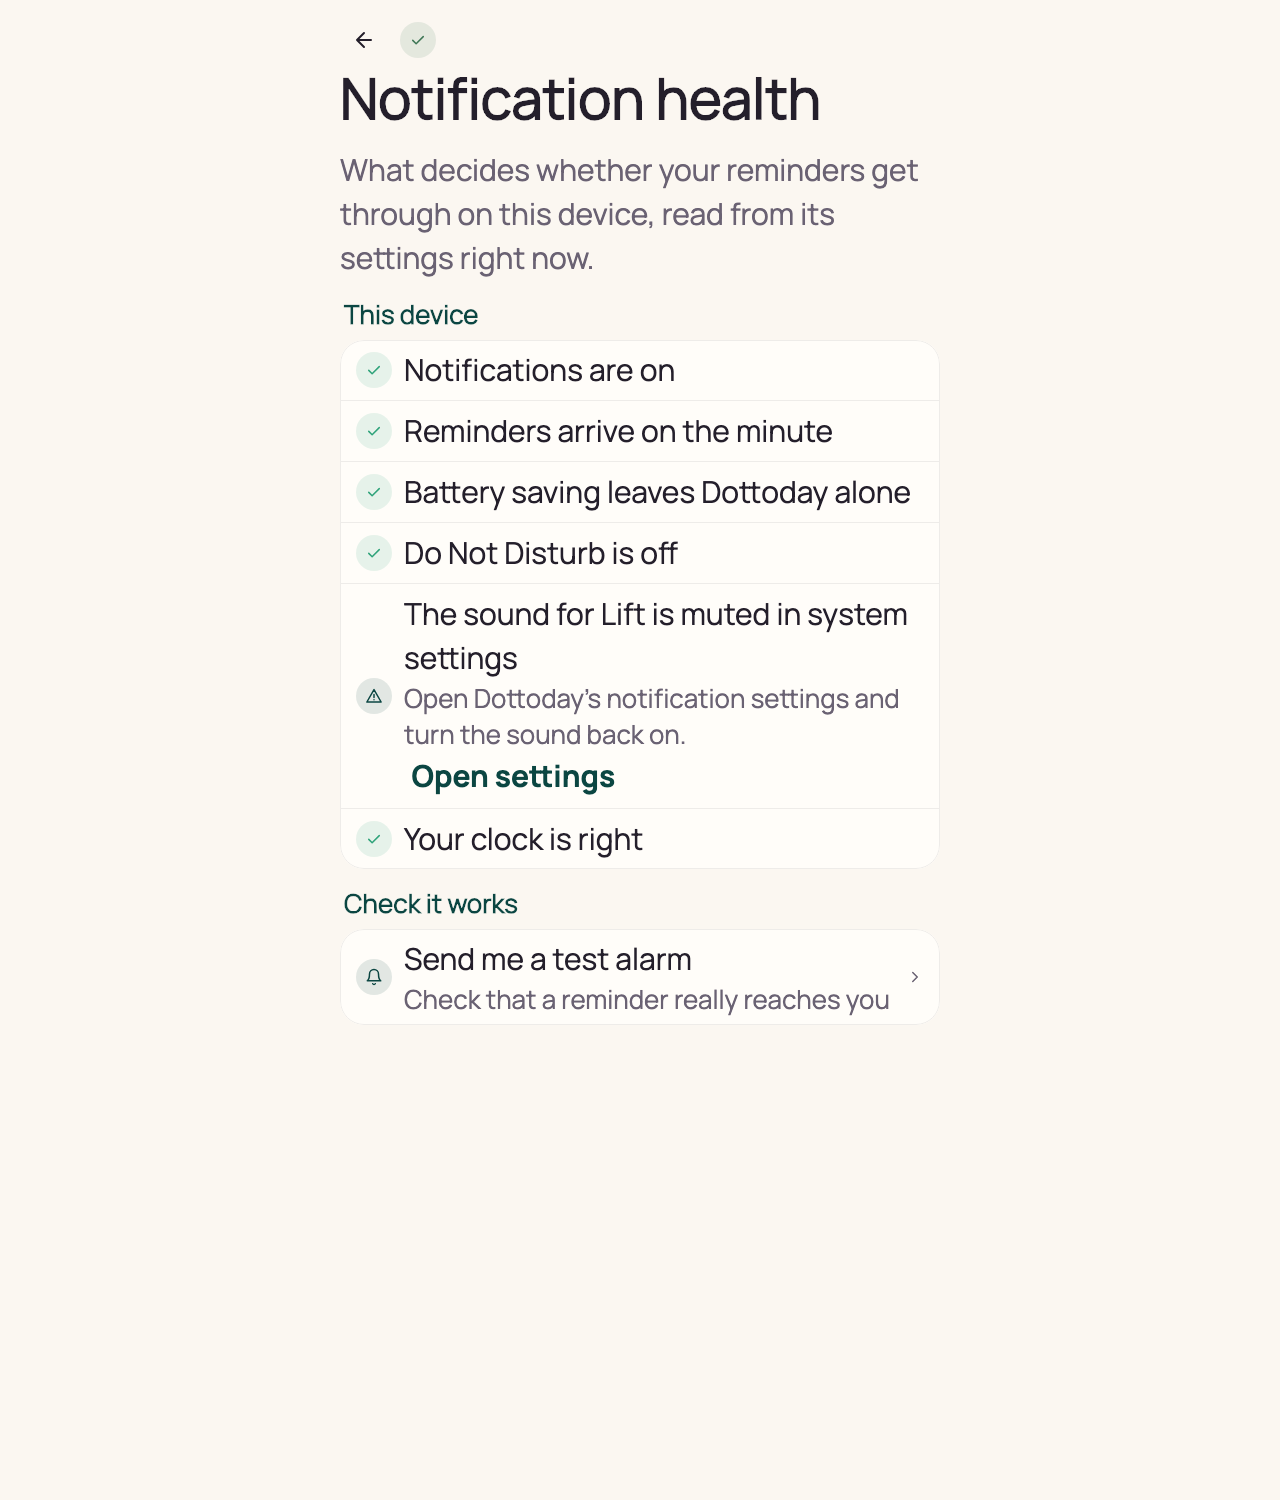 Notification health
What decides whether your reminders get
through on this device, read from its
settings right now.
This device
Notifications are on
Reminders arrive on the minute
Battery saving leaves Dottoday alone
Do Not Disturb is off
The sound for Lift is muted in system
settings
Open Dottoday's notification settings and
turn the sound back on.
Open settings
Your clock is right
Check it works
Send me a test alarm
Check that a reminder really reaches you